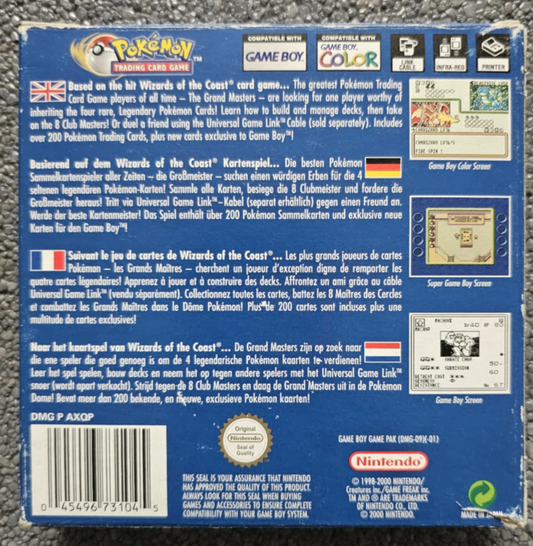 Pokémon™
TRADING CARD GAME
COMPATIBLE WITH
GAME BOY
COMPATIBLE WITH
GAME BOY
COLOR
LINK
CABLE
INFRA-RED
PRINTER
Based on the hit Wizards of the Coast® card game... The greatest Pokémon Trading
Card Game players of all time – The Grand Masters – are looking for one player worthy of
inheriting the four rare, Legendary Pokémon Cards! Learn how to build and manage decks, then take
on the 8 Club Masters! Or duel a friend using the Universal Game Link™ Cable (sold separately). Includes
over 200 Pokémon Trading Cards, plus new cards exclusive to Game Boy™!
Game Boy Color Screen
Basierend auf dem Wizards of the Coast® Kartenspiel... Die besten Pokémon
Sammelkartenspieler aller Zeiten – die Großmeister – suchen einen würdigen Erben für die 4
seltenen legendären Pokémon-Karten! Sammle alle Karten, besiege die 8 Clubmeister und fordere die
Großmeister heraus! Tritt via Universal Game Link™-Kabel (separat erhältlich) gegen einen Freund an.
Werde der beste Kartenmeister! Das Spiel enthält über 200 Pokémon Sammelkarten und exklusive neue
Karten für den Game Boy!
Super Game Boy Screen
Suivant le jeu de cartes de Wizards of the Coast®... Les plus grands joueurs de cartes
Pokémon – les Grands Maîtres – cherchent un joueur d'exception digne de remporter les
quatre cartes légendaires! Apprenez à jouer et à construire des decks. Affrontez un ami grâce au câble
Universal Game Link™ (vendu séparément). Collectionnez toutes les cartes, battez les 8 Maîtres des Cercles
et combattez les Grands Maîtres dans le Dôme Pokémon! Plus de 200 cartes sont incluses plus une
multitude de cartes exclusives!
Naar het kaartspel van Wizards of the Coast®... De Grand Masters zijn op zoek naar
die ene speler die goed genoeg is om de 4 legendarische Pokémon kaarten te verdienen!
Leer het spel spelen, bouw decks en neem het op tegen andere spelers met het Universal Game Link™
snoer (wordt apart verkocht). Strijd tegen de 8 Club Masters en daag de Grand Masters uit in de Pokémon
Dome! Bevat meer dan 200 bekende, en nieuwe, exclusieve Pokémon kaarten!
Game Boy Screen
DMG P AXQP
0 45496 73104 5
Original
Nintendo
Seal of
Quality
THIS SEAL IS YOUR ASSURANCE THAT NINTENDO
HAS APPROVED THE QUALITY OF THIS PRODUCT.
ALWAYS LOOK FOR THIS SEAL WHEN BUYING
GAMES AND ACCESSORIES TO ENSURE COMPLETE
COMPATIBILITY WITH YOUR GAME BOY SYSTEM.
GAME BOY GAME PAK (DMG-09)(-01)
Nintendo®
© 1998-2000 NINTENDO/
Creatures inc./GAME FREAK inc.
TM AND ® ARE TRADEMARKS
OF NINTENDO CO., LTD.
© 2000 NINTENDO.
MADE IN JAPAN